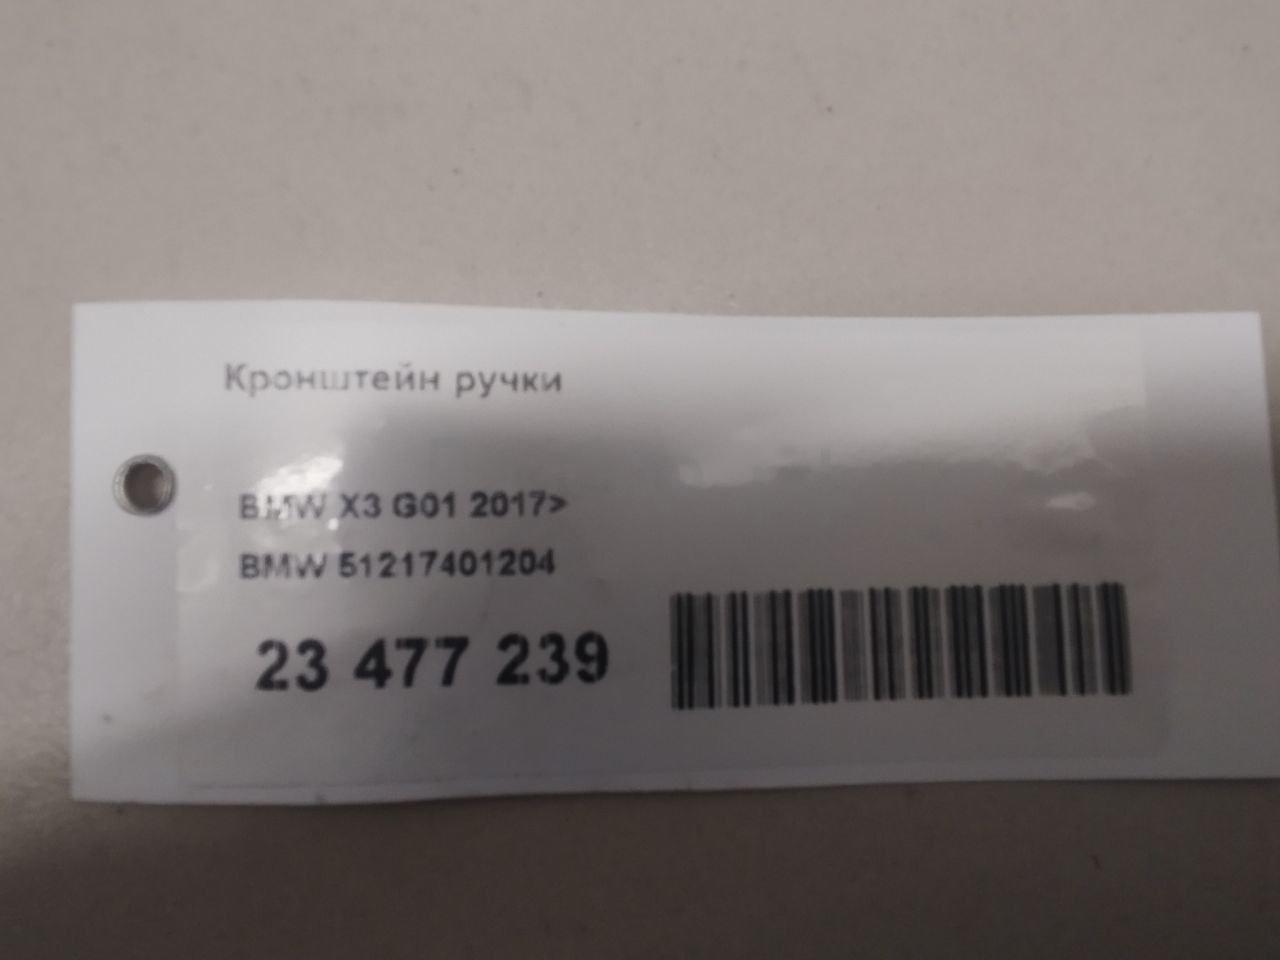 Кронштейн ручки
BMW X3 G01 2017>
BMW 51217401204
23 477 239